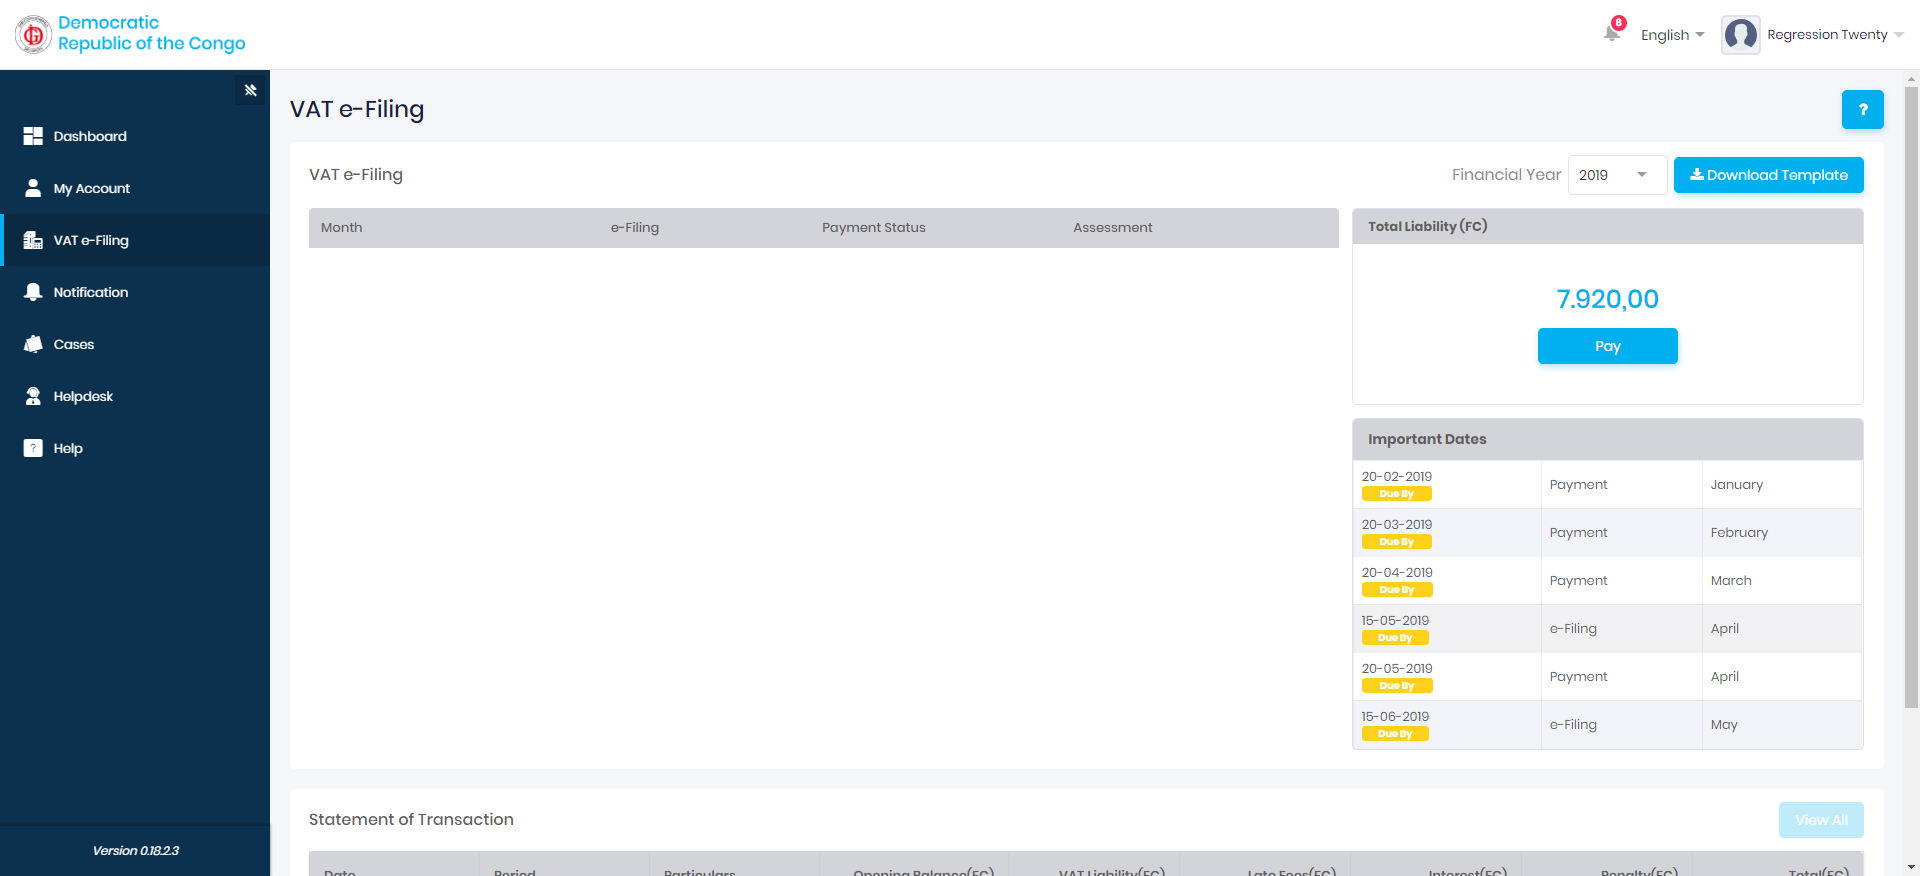 Democratic
Republic of the Congo
8
English
Regression Twenty
Dashboard
My Account
VAT e-Filing
Notification
Cases
Helpdesk
? Help
Version 0.18.2.3
VAT e-Filing
?
VAT e-Filing
Financial Year 2019 Download Template
Month e-Filing Payment Status Assessment
Total Liability (FC)
7.920,00
Pay
Important Dates
20-02-2019
Due By
Payment January
20-03-2019
Due By
Payment February
20-04-2019
Due By
Payment March
15-05-2019
Due By
e-Filing April
20-05-2019
Due By
Payment April
15-06-2019
Due By
e-Filing May
Statement of Transaction
View All
Date Period Particulars Opening Balance(FC) VAT Liability(FC) Late Fees(FC) Interest(FC) Penalty(FC) Total(FC)